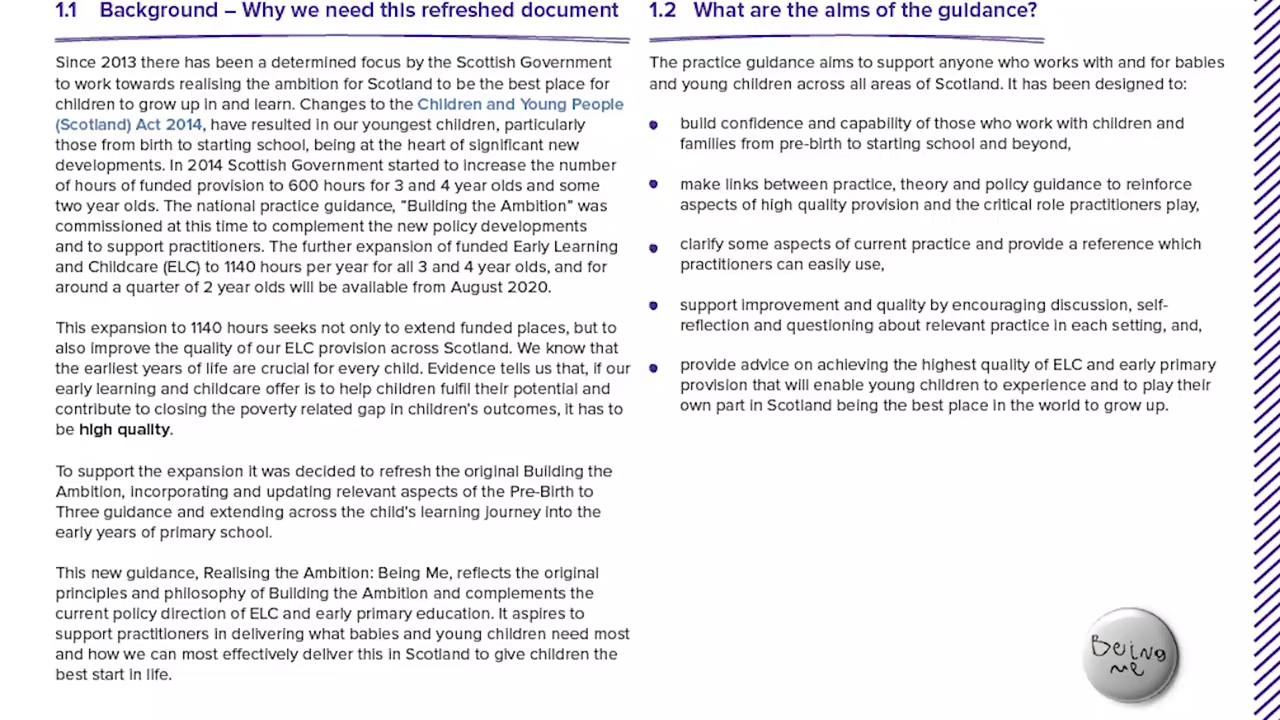 1.1 Background – Why we need this refreshed document
Since 2013 there has been a determined focus by the Scottish Government
to work towards realising the ambition for Scotland to be the best place for
children to grow up in and learn. Changes to the Children and Young People
(Scotland) Act 2014, have resulted in our youngest children, particularly
those from birth to starting school, being at the heart of significant new
developments. In 2014 Scottish Government started to increase the number
of hours of funded provision to 600 hours for 3 and 4 year olds and some
two year olds. The national practice guidance, “Building the Ambition” was
commissioned at this time to complement the new policy developments
and to support practitioners. The further expansion of funded Early Learning
and Childcare (ELC) to 1140 hours per year for all 3 and 4 year olds, and for
around a quarter of 2 year olds will be available from August 2020.
This expansion to 1140 hours seeks not only to extend funded places, but to
also improve the quality of our ELC provision across Scotland. We know that
the earliest years of life are crucial for every child. Evidence tells us that, if our
early learning and childcare offer is to help children fulfil their potential and
contribute to closing the poverty related gap in children's outcomes, it has to
be high quality.
To support the expansion it was decided to refresh the original Building the
Ambition, incorporating and updating relevant aspects of the Pre-Birth to
Three guidance and extending across the child's learning journey into the
early years of primary school.
This new guidance, Realising the Ambition: Being Me, reflects the original
principles and philosophy of Building the Ambition and complements the
current policy direction of ELC and early primary education. It aspires to
support practitioners in delivering what babies and young children need most
and how we can most effectively deliver this in Scotland to give children the
best start in life.
1.2 What are the aims of the guidance?
The practice guidance aims to support anyone who works with and for babies
and young children across all areas of Scotland. It has been designed to:
• build confidence and capability of those who work with children and
families from pre-birth to starting school and beyond,
• make links between practice, theory and policy guidance to reinforce
aspects of high quality provision and the critical role practitioners play,
• clarify some aspects of current practice and provide a reference which
practitioners can easily use,
• support improvement and quality by encouraging discussion, self-
reflection and questioning about relevant practice in each setting, and,
• provide advice on achieving the highest quality of ELC and early primary
provision that will enable young children to experience and to play their
own part in Scotland being the best place in the world to grow up.
Being
me